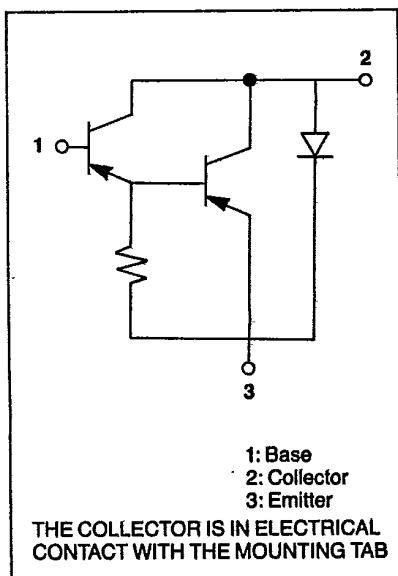 2
1
3
1: Base
2: Collector
3: Emitter
THE COLLECTOR IS IN ELECTRICAL
CONTACT WITH THE MOUNTING TAB